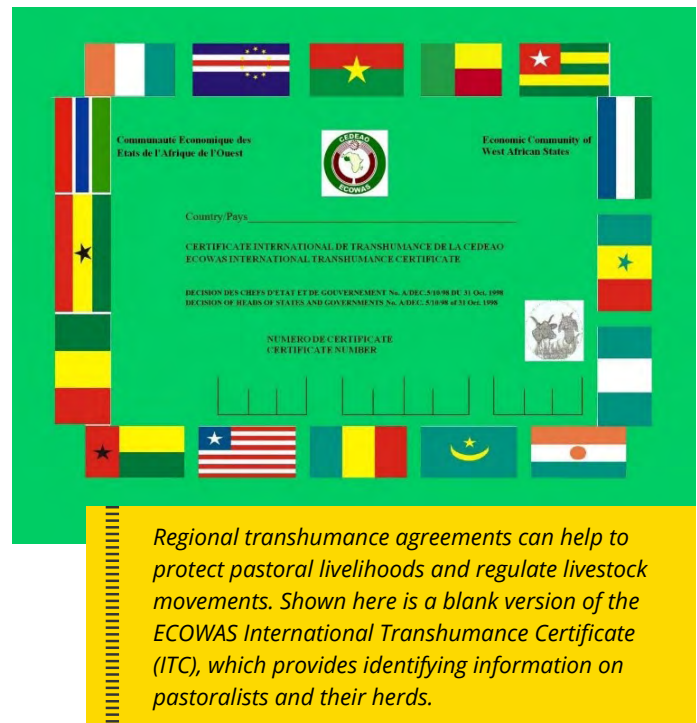 Communauté Economique des
Etats de l'Afrique de l'Ouest
CEDEAO
ECOWAS
Economic Community of
West African States
Country/Pays
CERTIFICATE INTERNATIONAL DE TRANSHUMANCE DE LA CEDEAO
ECOWAS INTERNATIONAL TRANSHUMANCE CERTIFICATE
DECISION DES CHEFS D'ETAT ET DE GOUVERNEMENT No. A/DEC. 5/10/98 DU 31 Oct. 1998
DECISION OF HEADS OF STATES AND GOVERNMENTS No. A/DEC. 5/10/98 of 31 Oct. 1998
NUMERO DE CERTIFICATE
CERTIFICATE NUMBER
Regional transhumance agreements can help to
protect pastoral livelihoods and regulate livestock
movements. Shown here is a blank version of the
ECOWAS International Transhumance Certificate
(ITC), which provides identifying information on
pastoralists and their herds.